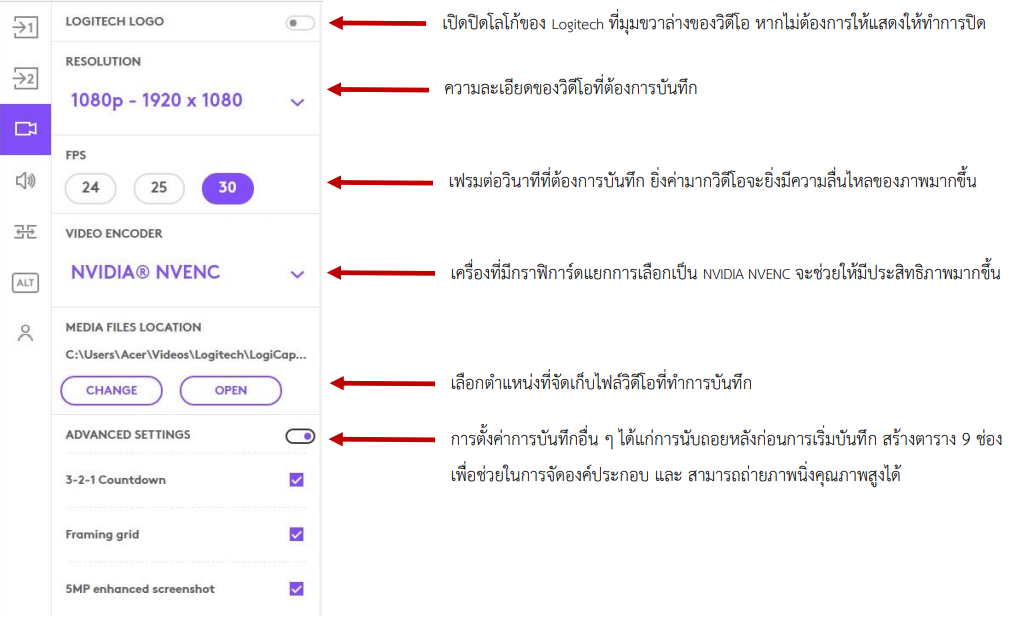 LOGITECH LOGO
เปิดปิดโลโก้ของ Logitech ที่มุมขวาล่างของวิดีโอ หากไม่ต้องการให้แสดงให้ทำการปิด
RESOLUTION
1080p - 1920 x 1080
ความละเอียดของวิดีโอที่ต้องการบันทึก
FPS
24 25 30
เฟรมต่อวินาทีที่ต้องการบันทึก ยิ่งค่ามากวิดีโอจะยิ่งมีความลื่นไหลของภาพมากขึ้น
VIDEO ENCODER
NVIDIA® NVENC
เครื่องที่มีกราฟิการ์ดแยกการเลือกเป็น NVIDIA NVENC จะช่วยให้มีประสิทธิภาพมากขึ้น
ALT
MEDIA FILES LOCATION
C:\Users\Acer\Videos\Logitech\LogiCap...
CHANGE OPEN
เลือกตำแหน่งที่จัดเก็บไฟล์วิดีโอที่ทำการบันทึก
ADVANCED SETTINGS
การตั้งค่าการบันทึกอื่น ๆ ได้แก่การนับถอยหลังก่อนการเริ่มบันทึก สร้างตาราง 9 ช่อง
เพื่อช่วยในการจัดองค์ประกอบ และ สามารถถ่ายภาพนิ่งคุณภาพสูงได้
3-2-1 Countdown
Framing grid
5MP enhanced screenshot
1
2